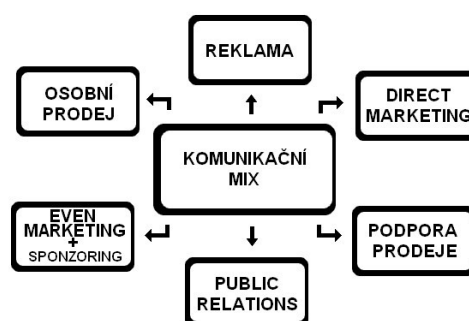 REKLAMA
OSOBNÍ
PRODEJ
DIRECT
MARKETING
KOMUNIKAČNÍ
MIX
EVEN
MARKETING
+
SPONZORING
PODPORA
PRODEJE
PUBLIC
RELATIONS